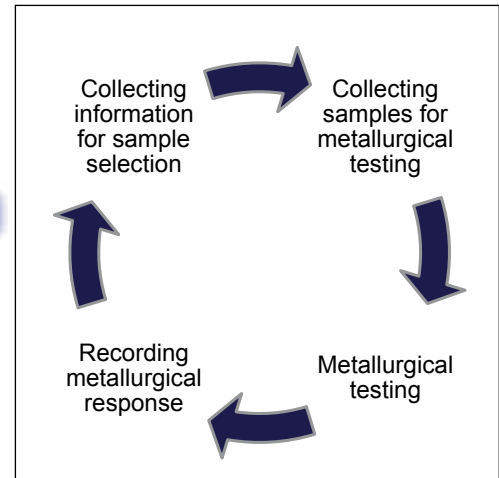 Collecting
information
for sample
selection
Collecting
samples for
metallurgical
testing
Metallurgical
testing
Recording
metallurgical
response